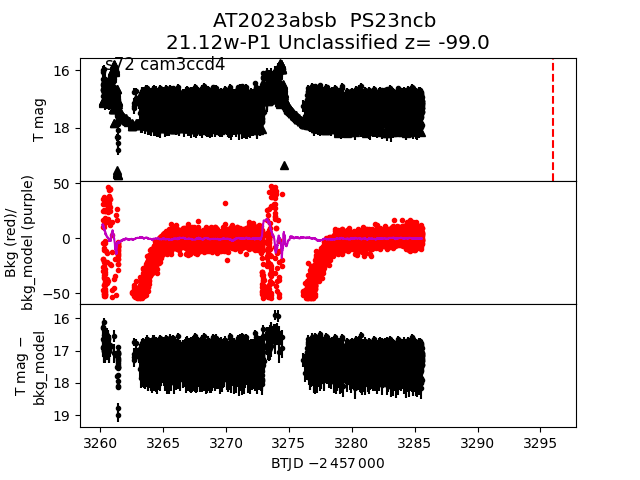 AT2023absb  PS23ncb
21.12w-P1 Unclassified z= -99.0
s72 cam3ccd4
T mag
16
18
Bkg (red)/
bkg_model (purple)
50
0
−50
T mag −
bkg_model
16
17
18
19
3260 3265 3270 3275 3280 3285 3290 3295
BTJD −2 457 000